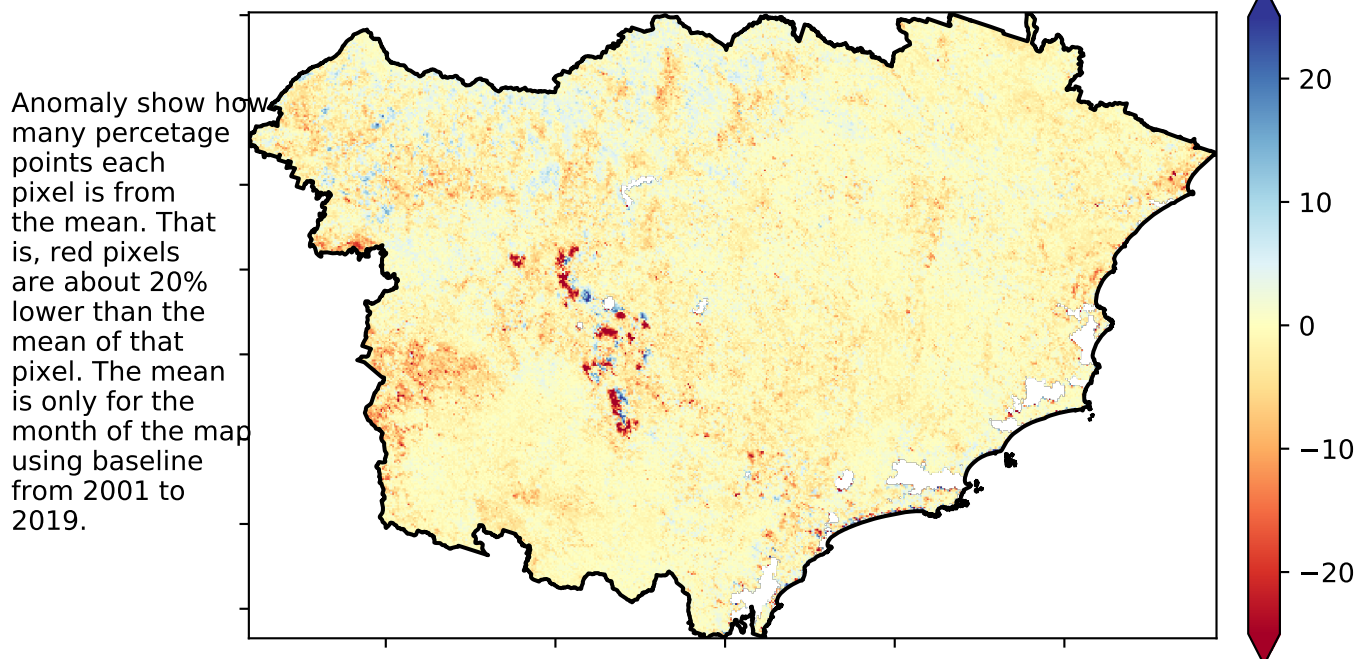 Anomaly show how
many percetage
points each
pixel is from
the mean. That
is, red pixels
are about 20%
lower than the
mean of that
pixel. The mean
is only for the
month of the map
using baseline
from 2001 to
2019.
20
10
0
−10
−20